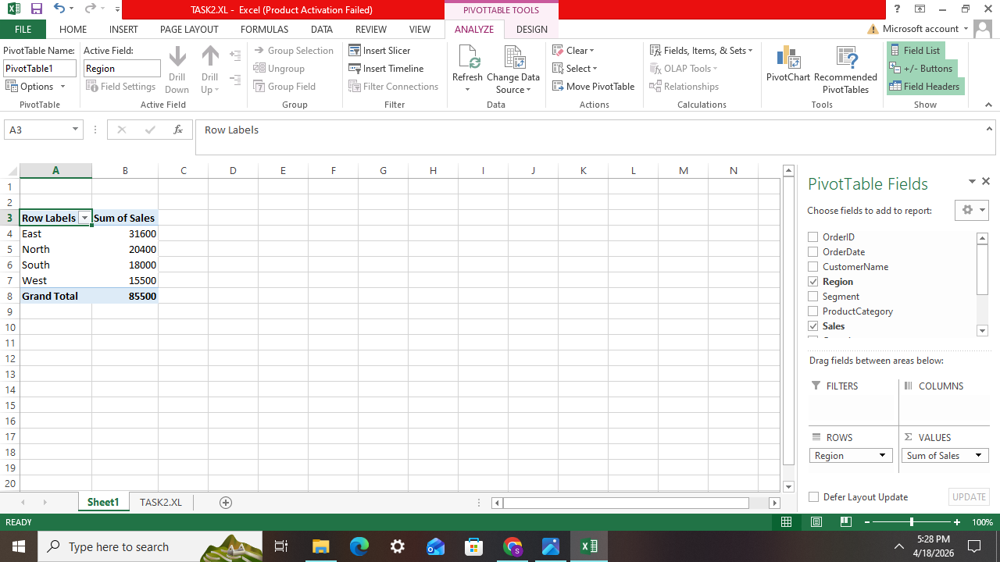 TASK2.XL - Excel (Product Activation Failed)
PIVOTTABLE TOOLS
?
FILE HOME INSERT PAGE LAYOUT FORMULAS DATA REVIEW VIEW ANALYZE DESIGN Microsoft account
PivotTable Name: Active Field: Group Selection Insert Slicer Clear Fields, Items, & Sets Field List
PivotTable1 Region Ungroup Insert Timeline Select OLAP Tools +/- Buttons
Options Field Settings Drill Down Drill Up Group Field Filter Connections Refresh Change Data Source Move PivotTable Relationships PivotChart Recommended PivotTables Field Headers
PivotTable Active Field Group Filter Data Actions Calculations Tools Show
A3 fx Row Labels
A B C D E F G H I J K L M N
1
2
3 Row Labels Sum of Sales
4 East 31600
5 North 20400
6 South 18000
7 West 15500
8 Grand Total 85500
9
10
11
12
13
14
15
16
17
18
19
20
PivotTable Fields
Choose fields to add to report:
OrderID
OrderDate
CustomerName
Region
Segment
ProductCategory
Sales
Drag fields between areas below:
FILTERS COLUMNS
ROWS Σ VALUES
Region Sum of Sales
Defer Layout Update UPDATE
Sheet1 TASK2.XL
READY 100%
Type here to search
5:28 PM
4/18/2026